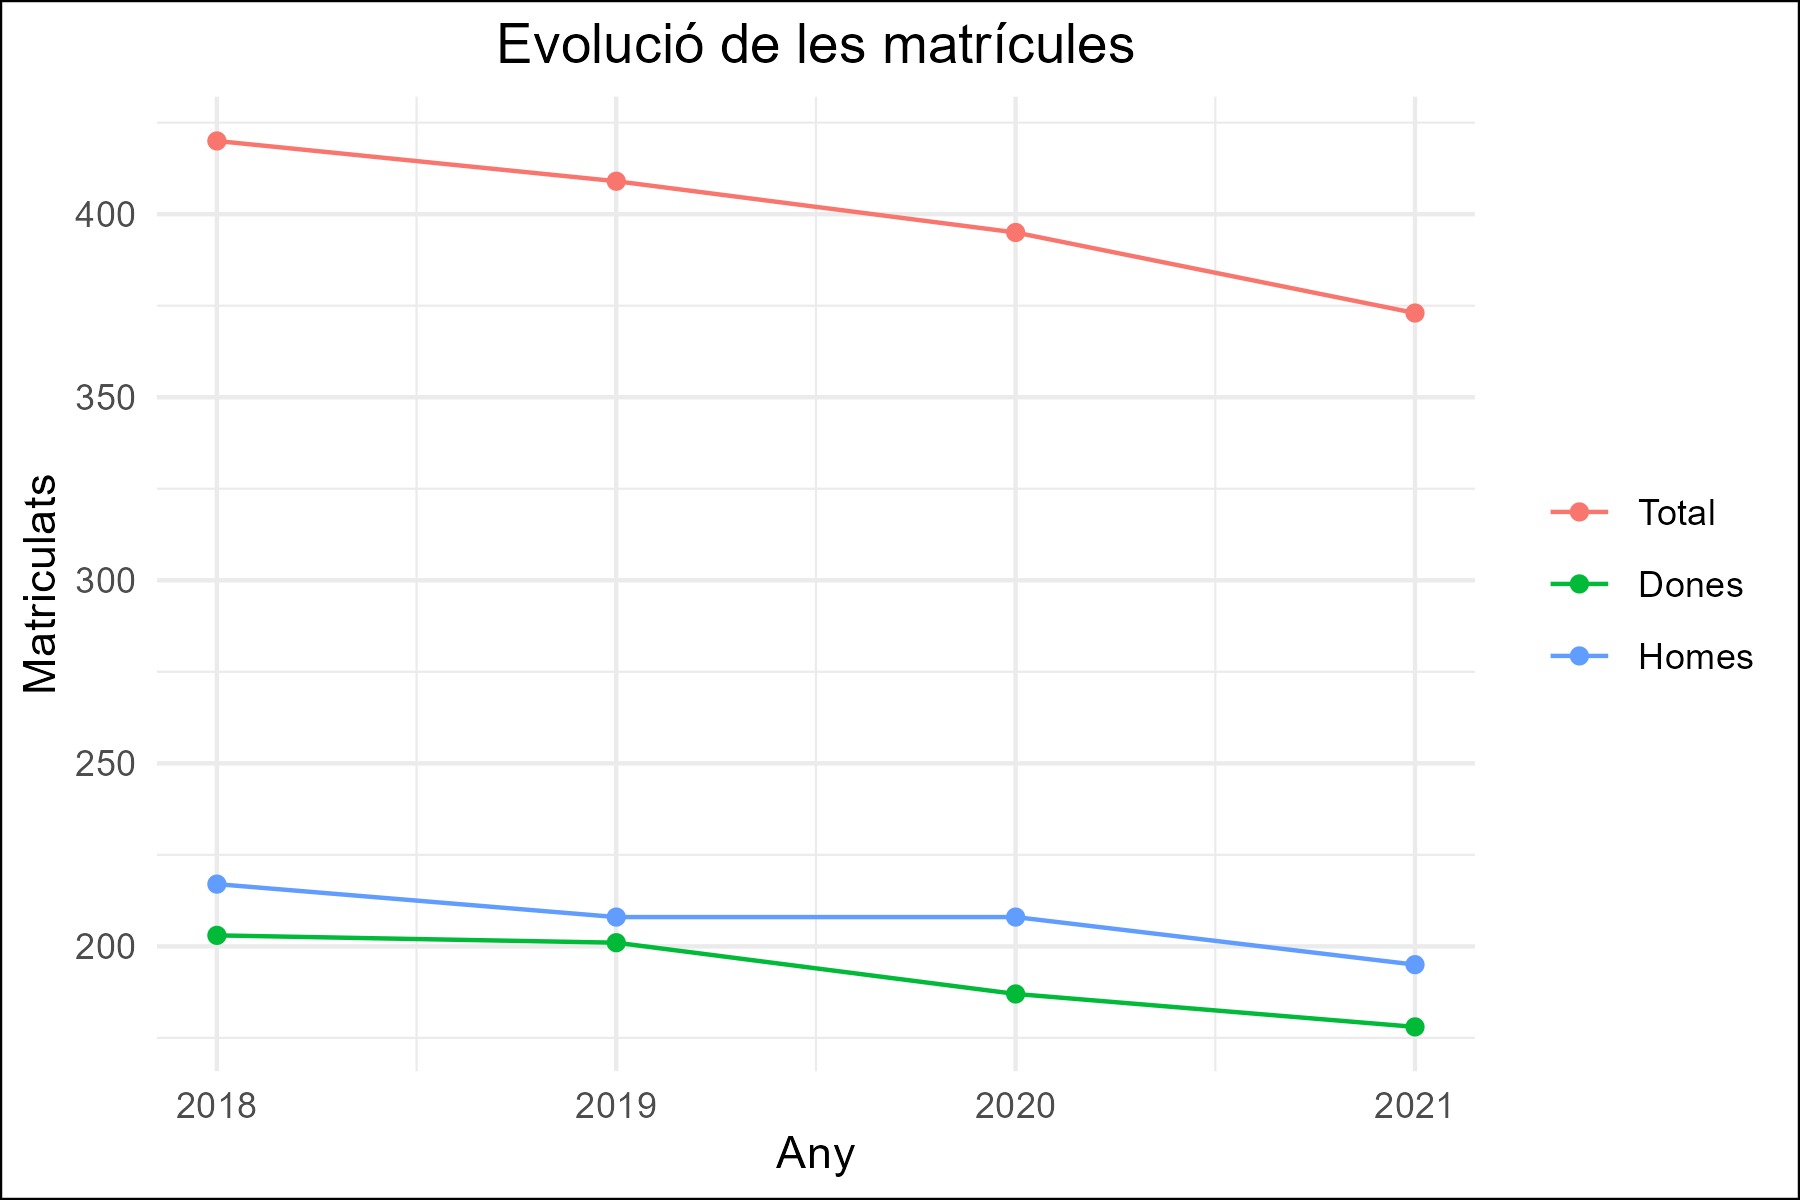 Evolució de les matrícules
Matriculats
400
350
300
250
200
2018
2019
2020
2021
Any
Total
Dones
Homes